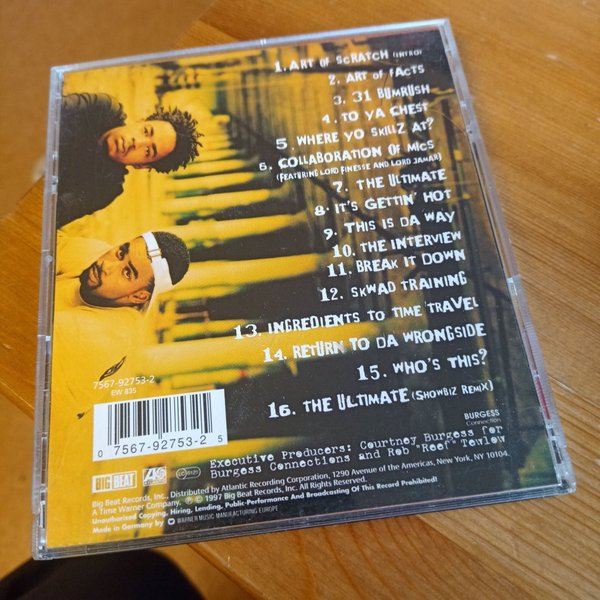 1. ART OF SCRATCH (INTRO)
2. ART OF FACTS
3. 31 BUMRUSH
4. TO YA CHEST
5. WHERE YO SKILLZ AT?
6. COLLABORATION OF MICS
(FEATURING LORD FINESSE AND LORD JAMAR)
7. THE ULTIMATE
8. IT'S GETTIN' HOT
9. THIS IS DA WAY
10. THE INTERVIEW
11. BREAK IT DOWN
12. SKWAD TRAINING
13. INGREDIENTS TO TIME TRAVEL
14. RETURN TO DA WRONGSIDE
15. WHO'S THIS?
16. THE ULTIMATE (SHOWBIZ REMIX)
7567-92753-2
EW 835
0 7567-92753-2 5
BURGESS
Connection
Executive Producers: Courtney Burgess for
Burgess Connections and Rob "Reef" Tewlow
BIG BEAT
Big Beat Records, Inc., Distributed by Atlantic Recording Corporation, 1290 Avenue of the Americas, New York, NY 10104.
A Time Warner Company. ℗ © 1997 Big Beat Records, Inc. All Rights Reserved.
Unauthorized Copying, Hiring, Lending, Public-Performance And Broadcasting Of This Record Prohibited!
Made in Germany by WARNER MUSIC MANUFACTURING EUROPE